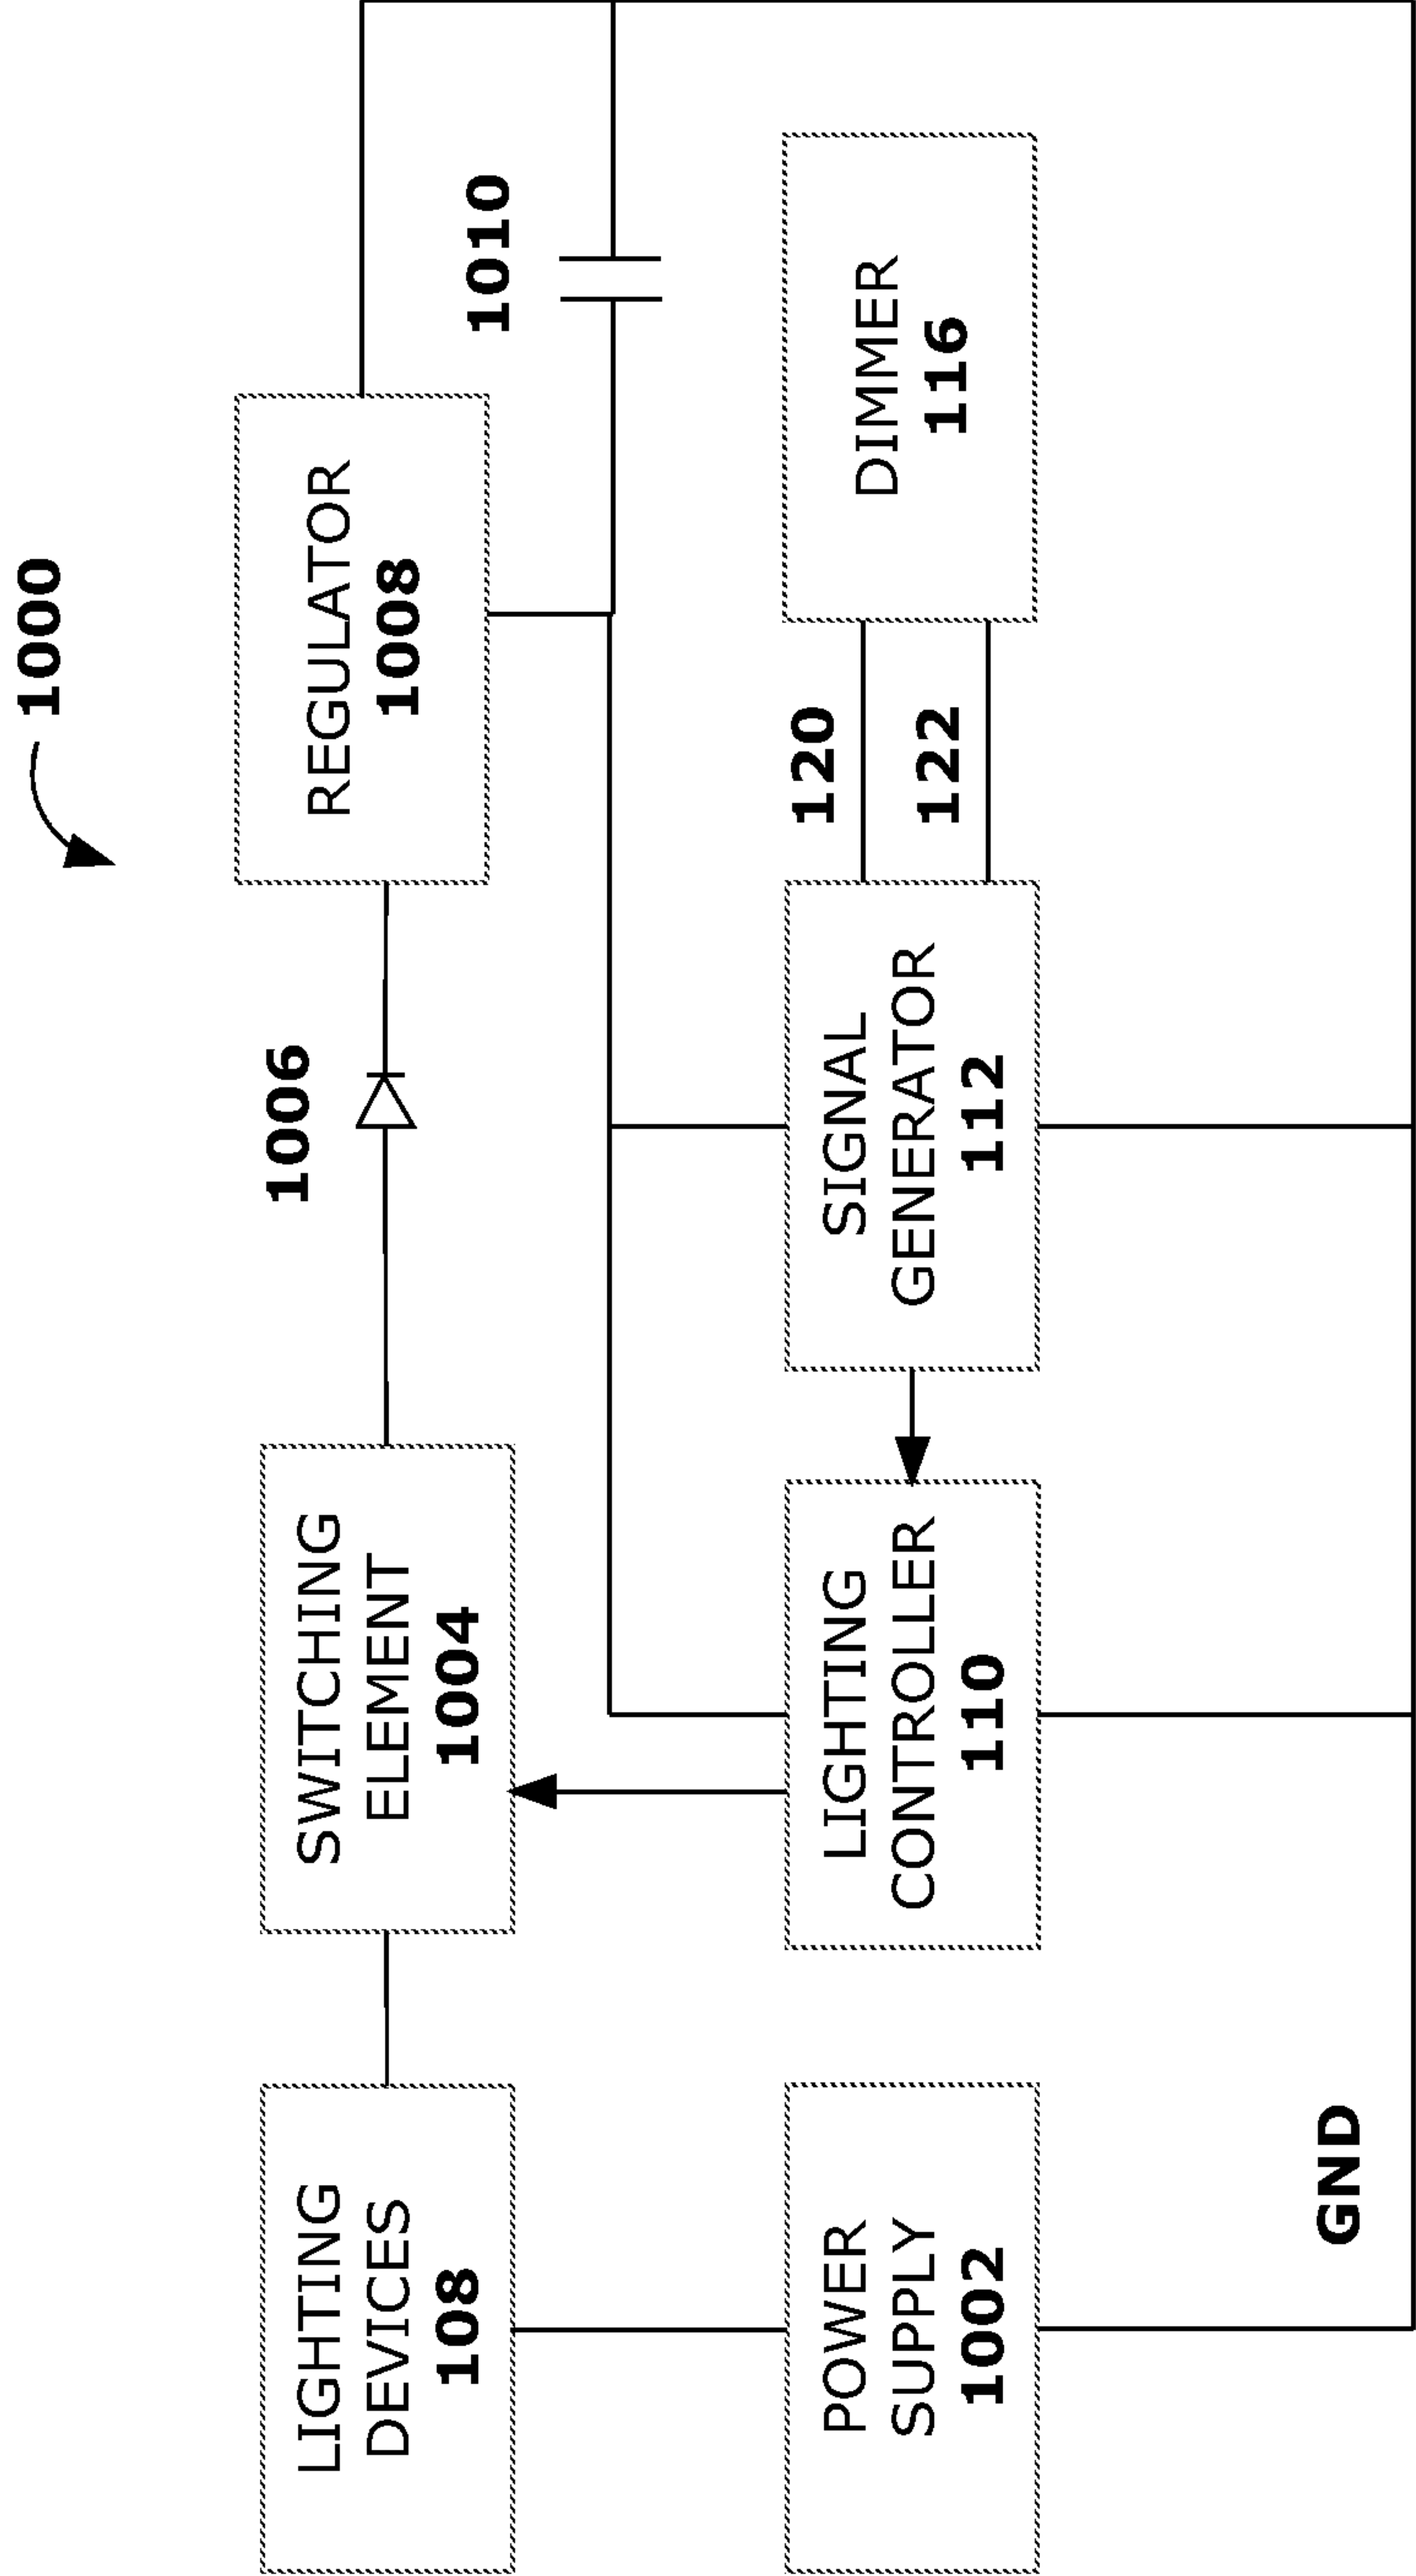 1000
LIGHTING
DEVICES
108
SWITCHING
ELEMENT
1004
1006
REGULATOR
1008
1010
POWER
SUPPLY
1002
LIGHTING
CONTROLLER
110
SIGNAL
GENERATOR
112
120
122
DIMMER
116
GND